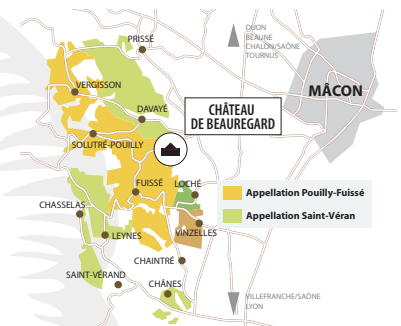 PRISSÉ
DIJON
BEAUNE
CHALON/SAÔNE
TOURNUS
VERGISSON
MÂCON
DAVAYÉ
CHÂTEAU
DE BEAUREGARD
SOLUTRÉ-POUILLY
FUISSÉ
LOCHÉ
Appellation Pouilly-Fuissé
CHASSELAS
Appellation Saint-Véran
LEYNES
VINZELLES
CHAINTRÉ
SAINT-VÉRAND
CHÂNES
VILLEFRANCHE/SAÔNE
LYON